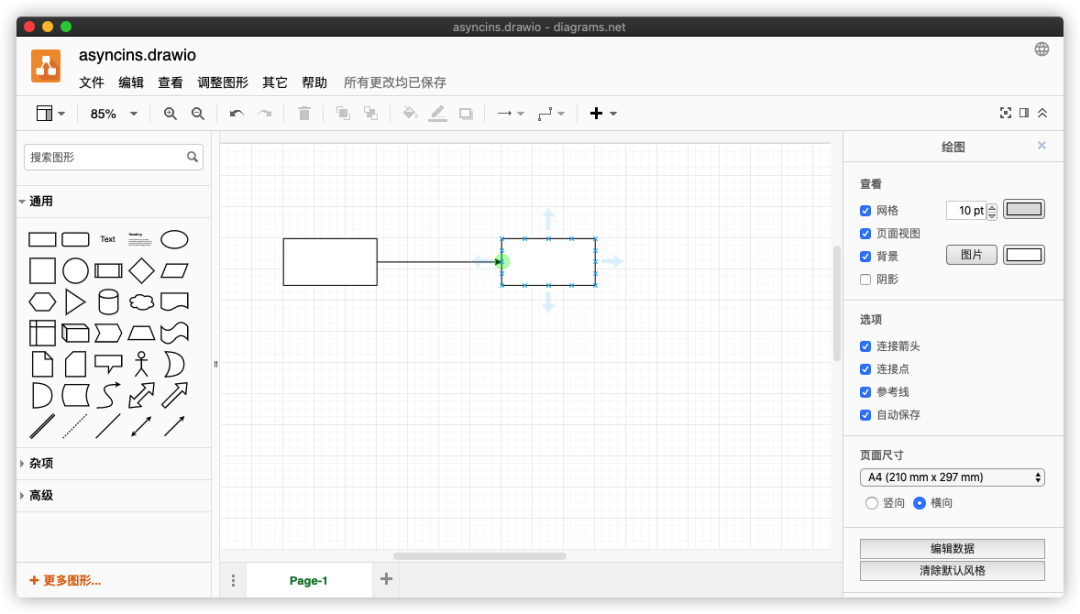 asyncins.drawio - diagrams.net
asyncins.drawio
文件 编辑 查看 调整图形 其它 帮助 所有更改均已保存
85%
搜索图形
通用
Text
Heading
杂项
高级
+ 更多图形...
Page-1
绘图
查看
网格 10 pt
页面视图
背景 图片
阴影
选项
连接箭头
连接点
参考线
自动保存
页面尺寸
A4 (210 mm x 297 mm)
竖向 横向
编辑数据
清除默认风格